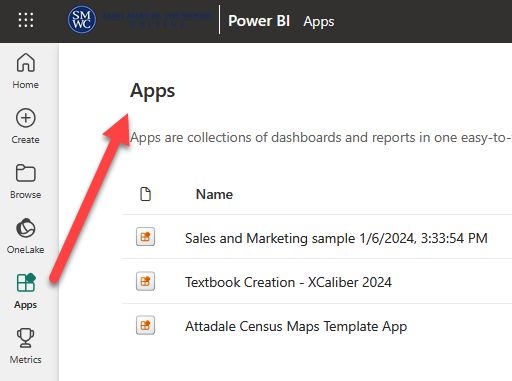 SMWC
Power BI Apps
Home
Create
Browse
OneLake
Apps
Metrics
Apps
Apps are collections of dashboards and reports in one easy-to-
Name
Sales and Marketing sample 1/6/2024, 3:33:54 PM
Textbook Creation - XCaliber 2024
Attadale Census Maps Template App